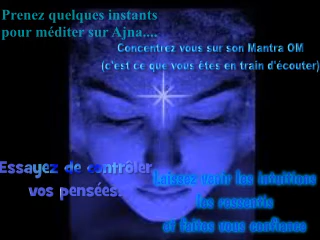 Prenez quelques instants
pour méditer sur Ajna....
Concentrez vous sur son Mantra OM
(c'est ce que vous êtes en train d'écouter)
Essayez de contrôler
vos pensées.
Laissez venir les intuitions
les ressentis
et faites vous confiance